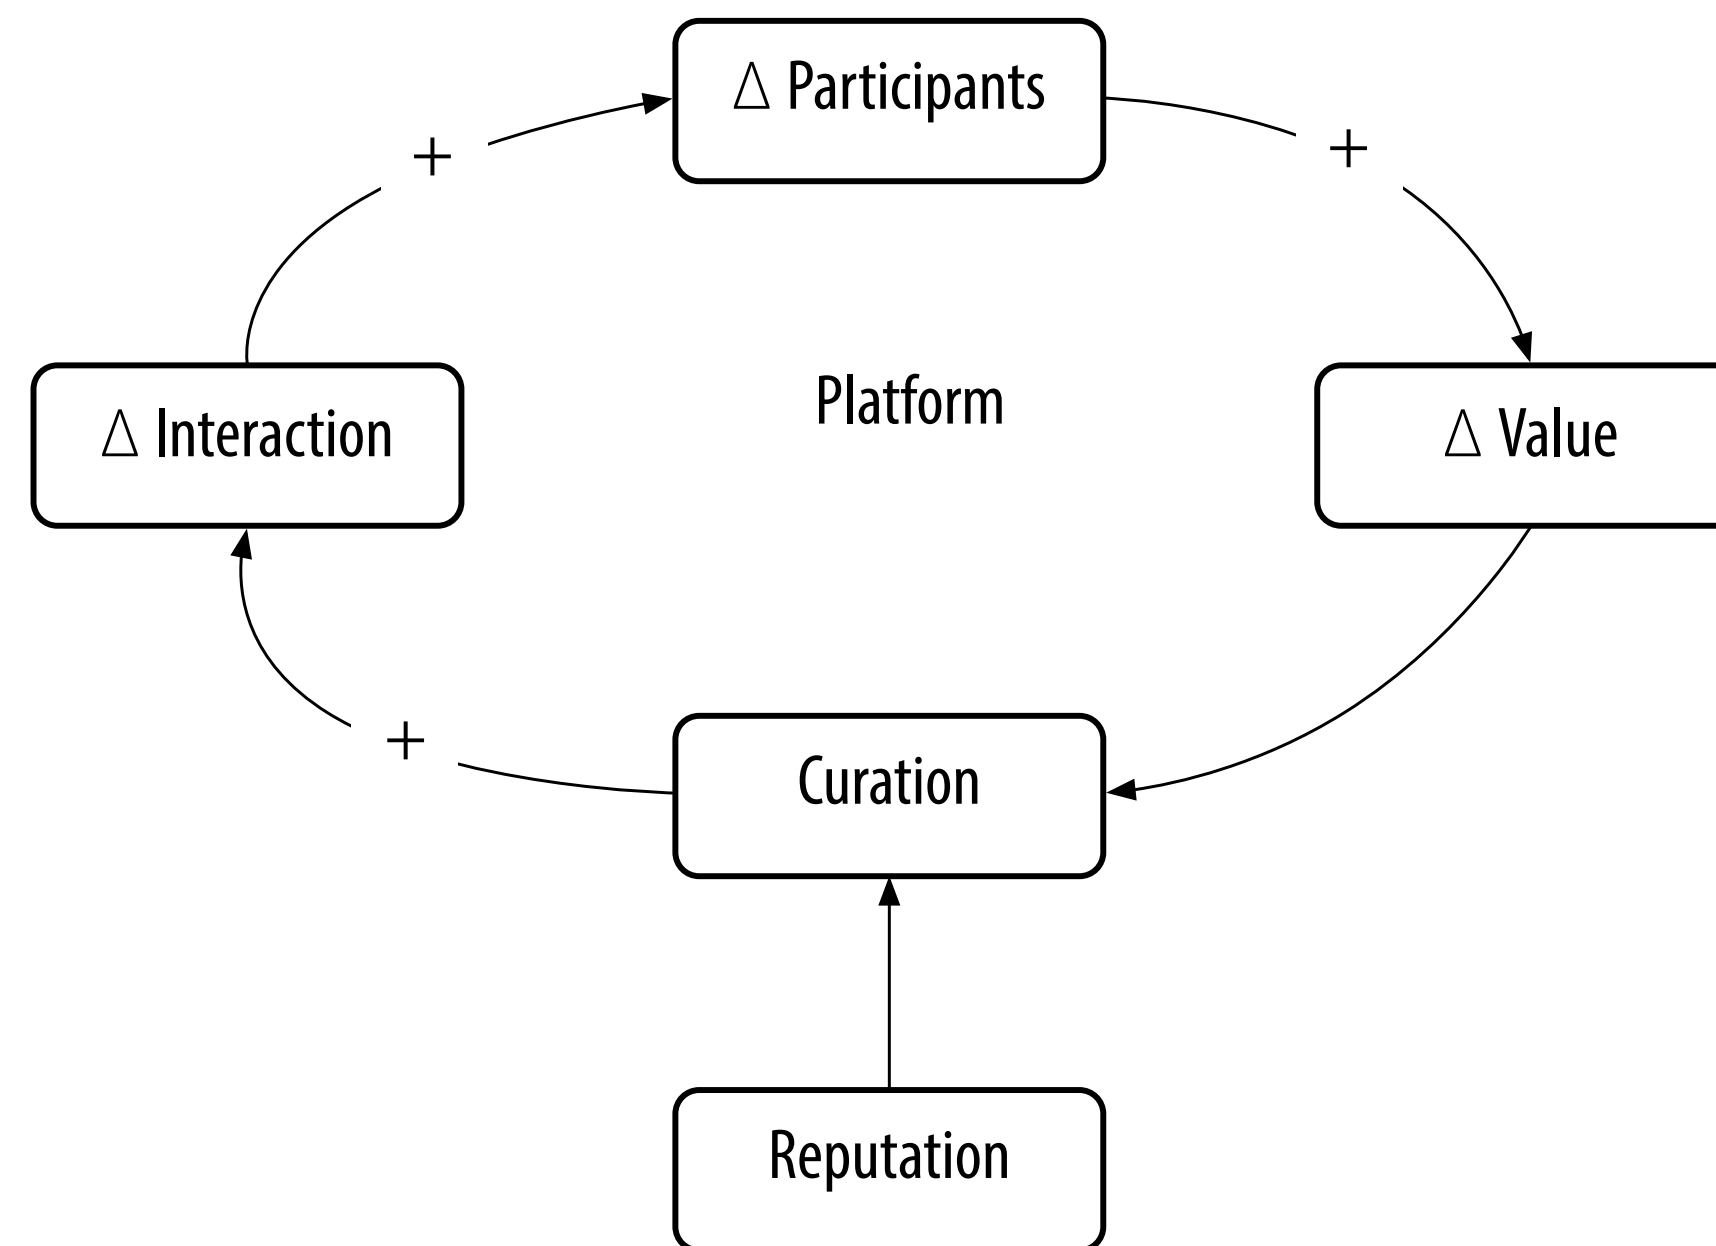 △ Participants
+
+
Platform
△ Interaction
△ Value
+
Curation
Reputation